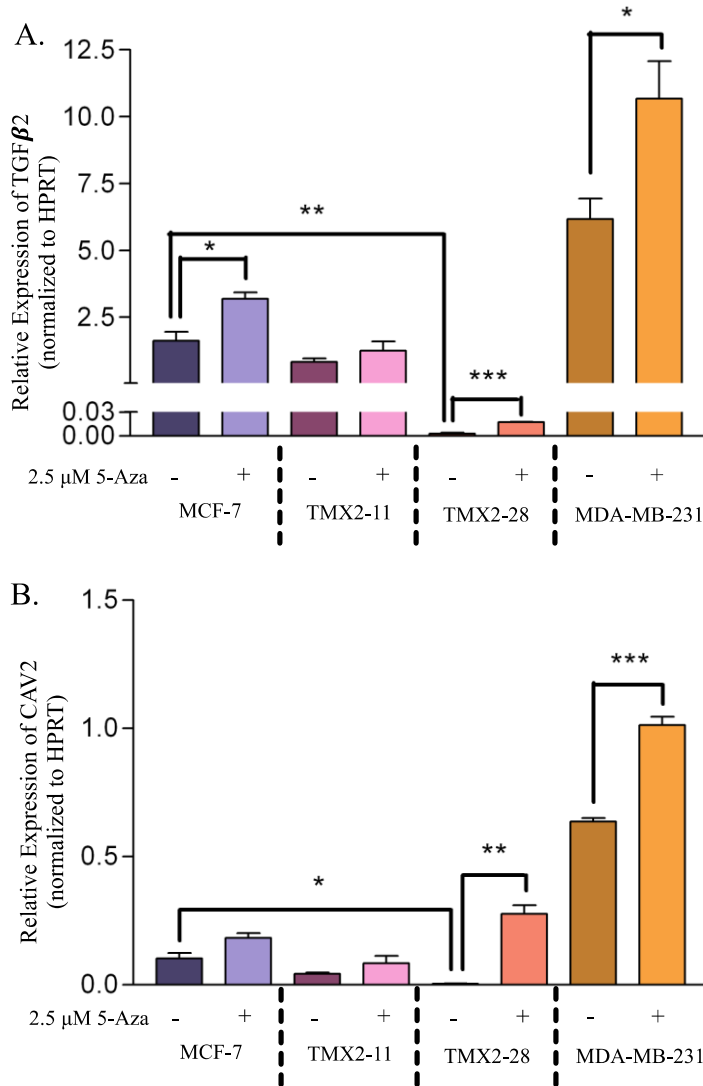 A.
Relative Expression of TGFβ2
(normalized to HPRT)
12.5
10.0
7.5
5.0
2.5
0.03
0.00
*
**
*
***
2.5 μM 5-Aza - + - + - + - +
MCF-7 TMX2-11 TMX2-28 MDA-MB-231
B.
Relative Expression of CAV2
(normalized to HPRT)
1.5
1.0
0.5
0.0
***
**
*
2.5 μM 5-Aza - + - + - + - +
MCF-7 TMX2-11 TMX2-28 MDA-MB-231